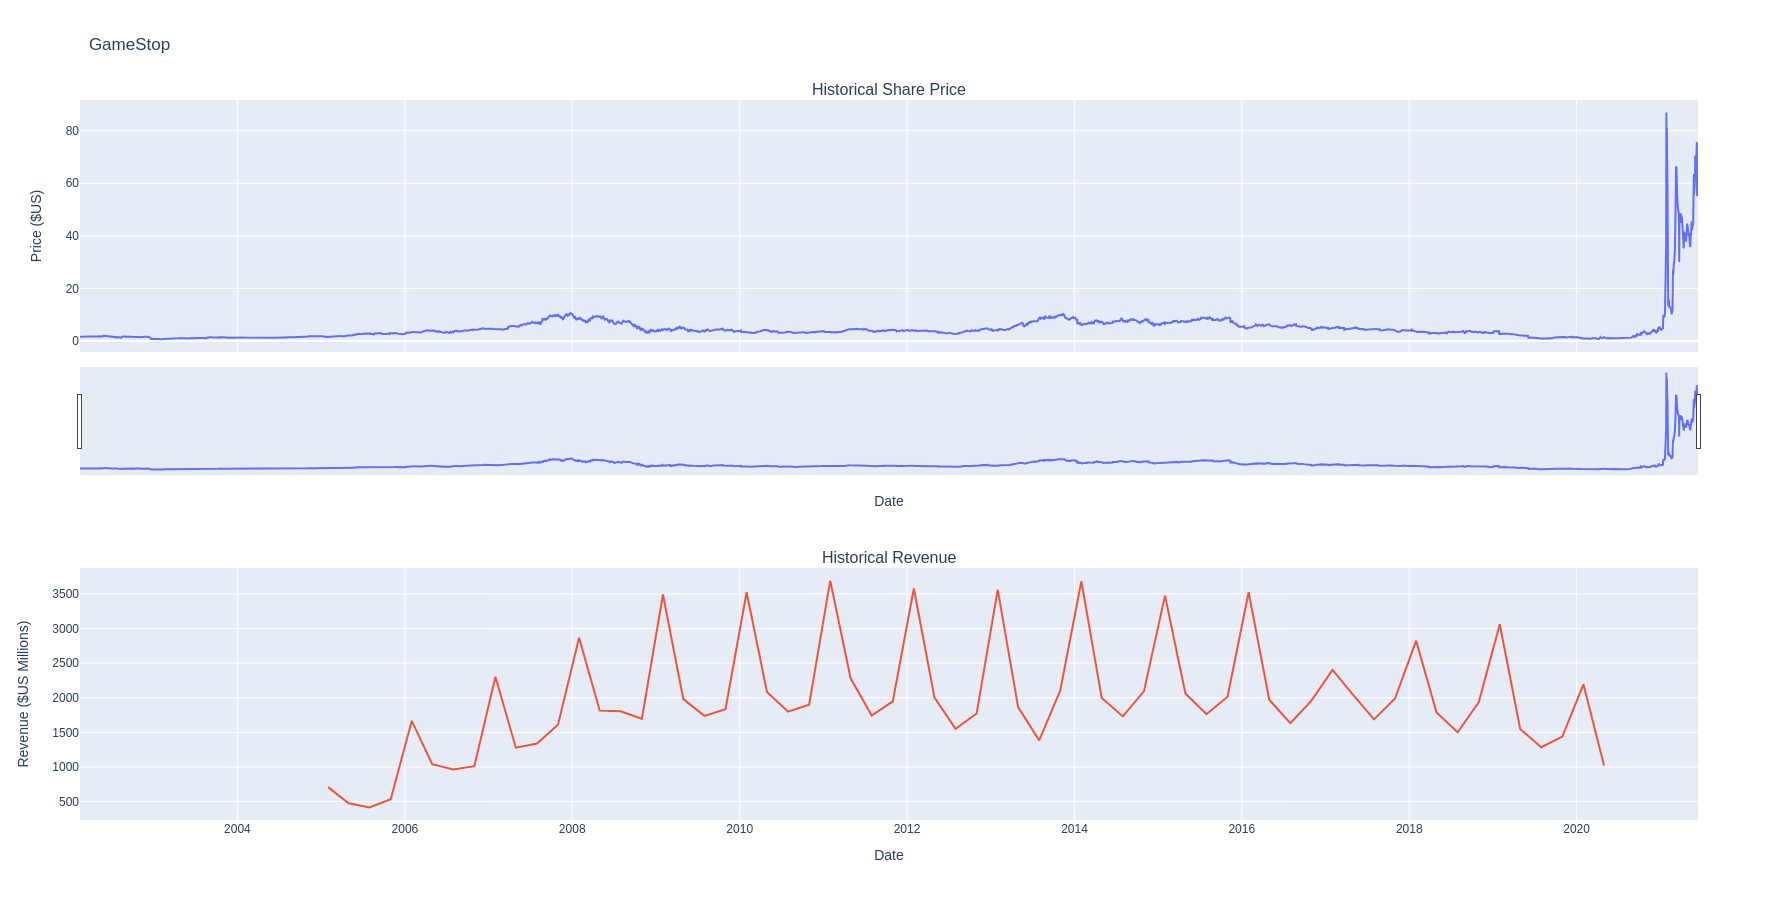 GameStop
Historical Share Price
Price ($US)
80
60
40
20
0
Date
Historical Revenue
Revenue ($US Millions)
3500
3000
2500
2000
1500
1000
500
2004 2006 2008 2010 2012 2014 2016 2018 2020
Date